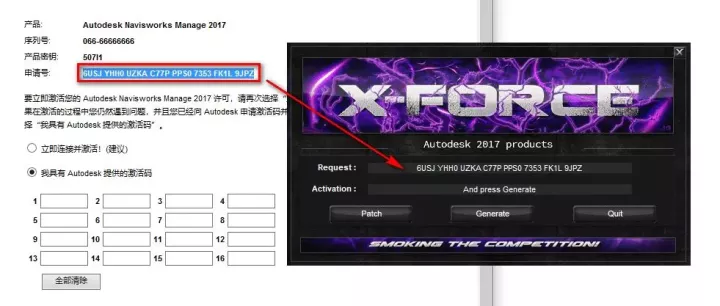 产品: Autodesk Navisworks Manage 2017
序列号: 066-66666666
产品密钥: 507I1
申请号: 6USJ YHH0 UZKA C77P PPS0 7353 FK1L 9JPZ
要立即激活您的 Autodesk Navisworks Manage 2017 许可，请再次选择“
果在激活的过程中您仍然遇到问题，并且您已经向 Autodesk 申请激活码并
择“我具有 Autodesk 提供的激活码”。
立即连接并激活! (建议)
我具有 Autodesk 提供的激活码
1 2 3 4
5 6 7 8
9 10 11 12
13 14 15 16
全部清除
X-FORCE
Autodesk 2017 products
Request : 6USJ YHH0 UZKA C77P PPS0 7353 FK1L 9JPZ
Activation : And press Generate
Patch Generate Quit
SMOKING THE COMPETITION!